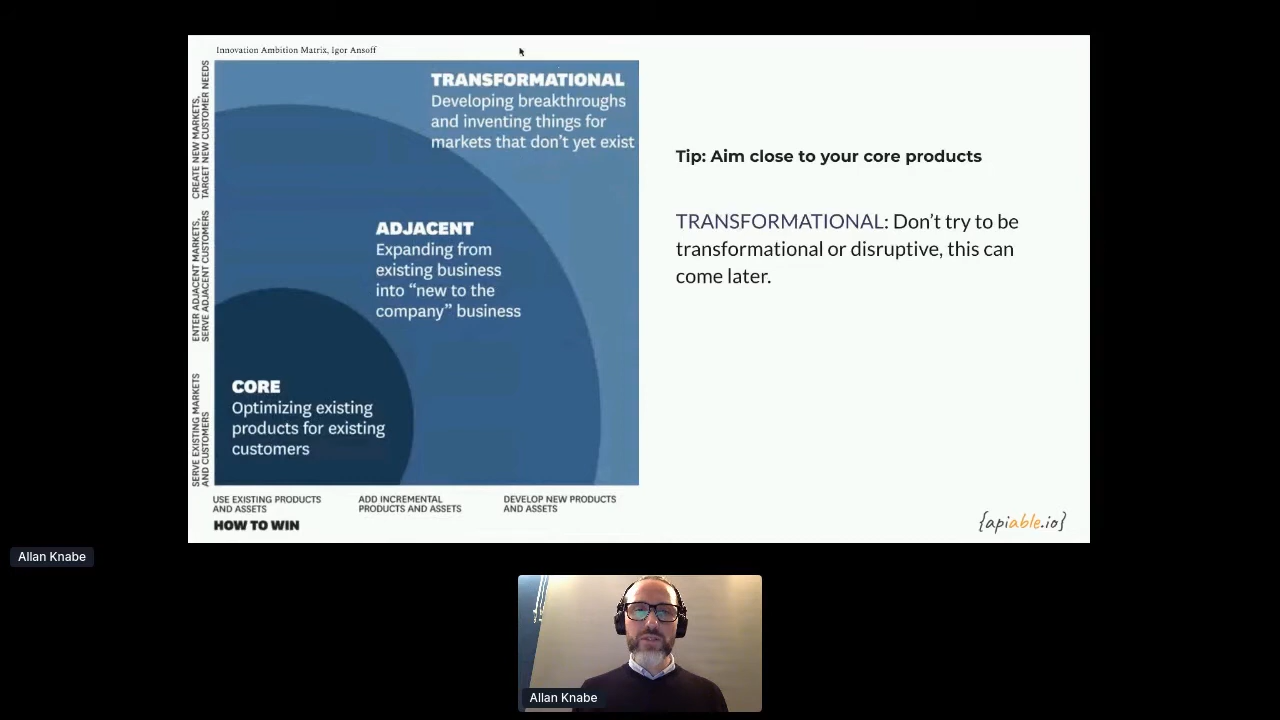 Innovation Ambition Matrix, Igor Ansoff
CREATE NEW MARKETS,
TARGET NEW CUSTOMER NEEDS
ENTER ADJACENT MARKETS,
SERVE ADJACENT CUSTOMERS
SERVE EXISTING MARKETS
AND CUSTOMERS
TRANSFORMATIONAL
Developing breakthroughs
and inventing things for
markets that don’t yet exist
ADJACENT
Expanding from
existing business
into “new to the
company” business
CORE
Optimizing existing
products for existing
customers
USE EXISTING PRODUCTS
AND ASSETS
ADD INCREMENTAL
PRODUCTS AND ASSETS
DEVELOP NEW PRODUCTS
AND ASSETS
HOW TO WIN
Tip: Aim close to your core products
TRANSFORMATIONAL: Don’t try to be
transformational or disruptive, this can
come later.
{apiable.io}
Allan Knabe
Allan Knabe